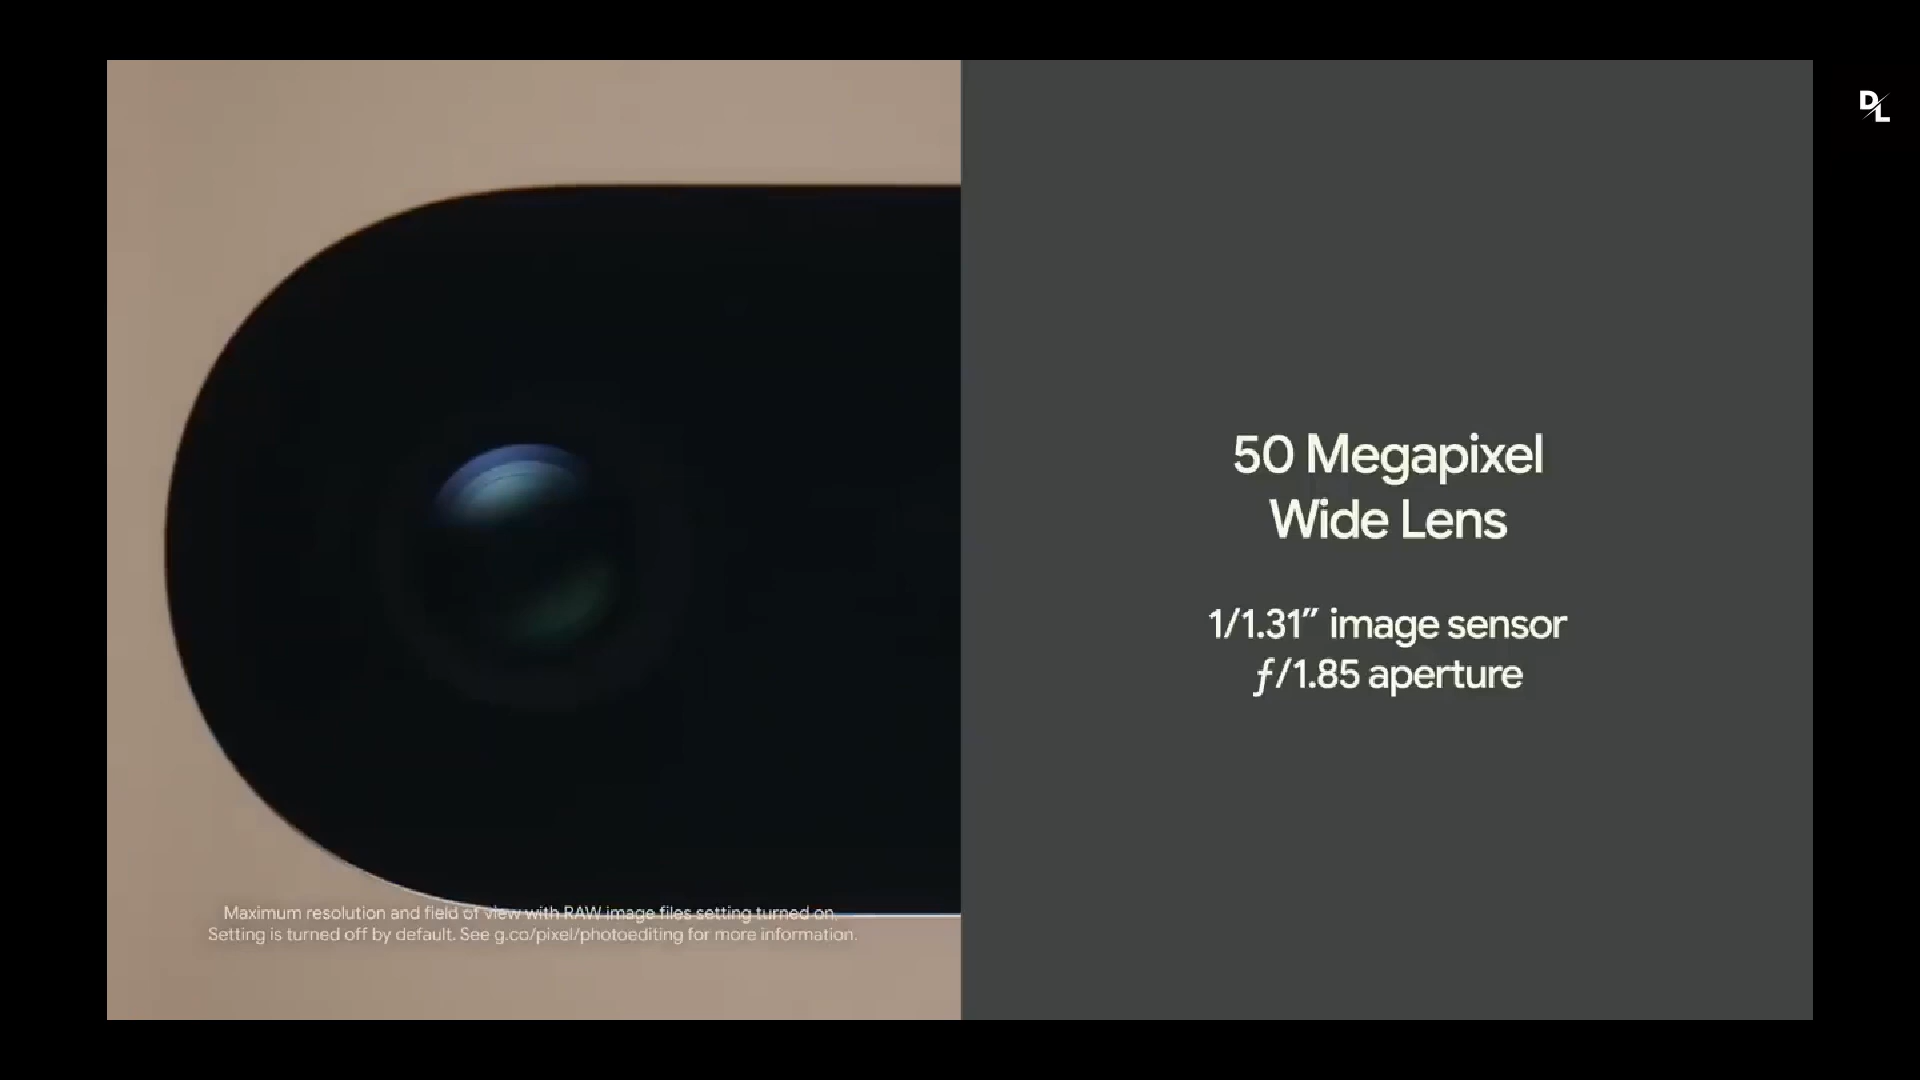 DL
50 Megapixel
Wide Lens
1/1.31″ image sensor
ƒ/1.85 aperture
Maximum resolution and field of view with RAW image files setting turned on.
Setting is turned off by default. See g.co/pixel/photoediting for more information.